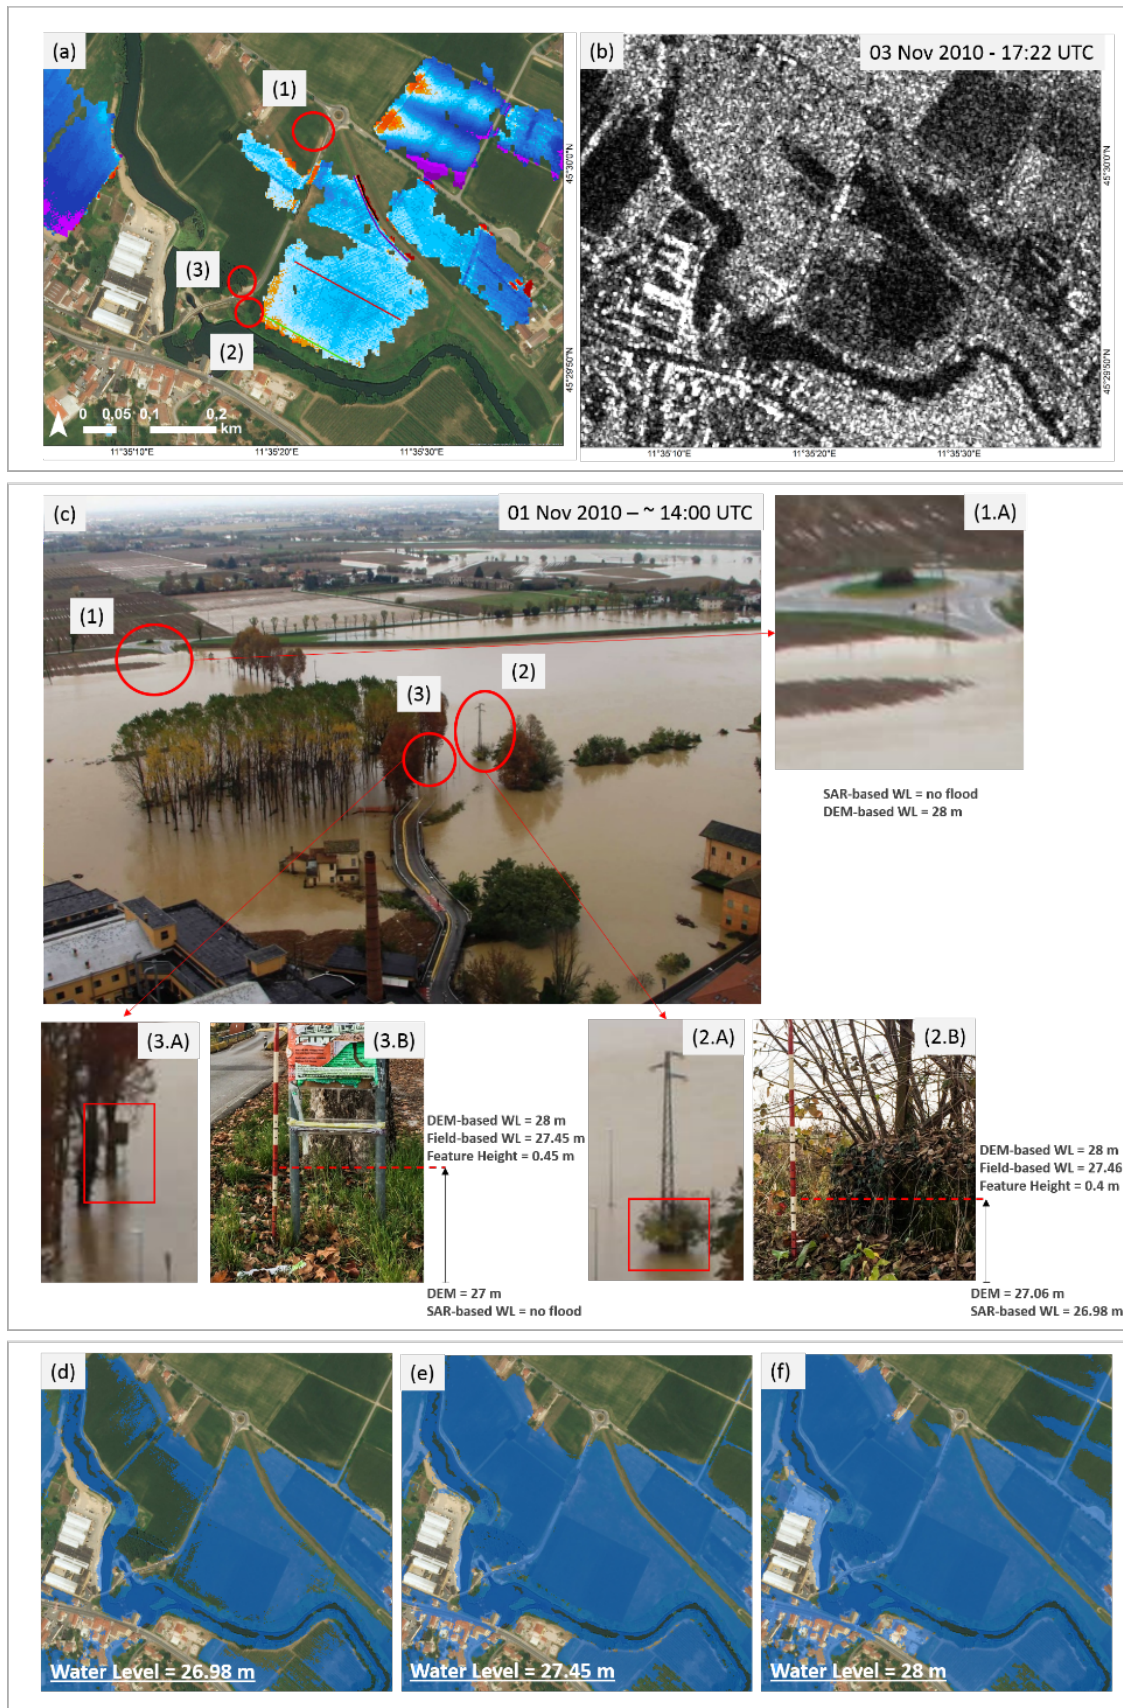 (a)
(1)
(3)
(2)
0 0,05 0,1 0,2
km
11°35'10"E 11°35'20"E 11°35'30"E
45°30'0"N
45°29'50"N
(b)
03 Nov 2010 - 17:22 UTC
11°35'10"E 11°35'20"E 11°35'30"E
45°30'0"N
45°29'50"N
(c)
01 Nov 2010 – ~ 14:00 UTC
(1)
(2)
(3)
(1.A)
SAR-based WL = no flood
DEM-based WL = 28 m
(3.A)
(3.B)
DEM-based WL = 28 m
Field-based WL = 27.45 m
Feature Height = 0.45 m
DEM = 27 m
SAR-based WL = no flood
(2.A)
(2.B)
DEM-based WL = 28 m
Field-based WL = 27.46
Feature Height = 0.4 m
DEM = 27.06 m
SAR-based WL = 26.98 m
(d)
Water Level = 26.98 m
(e)
Water Level = 27.45 m
(f)
Water Level = 28 m